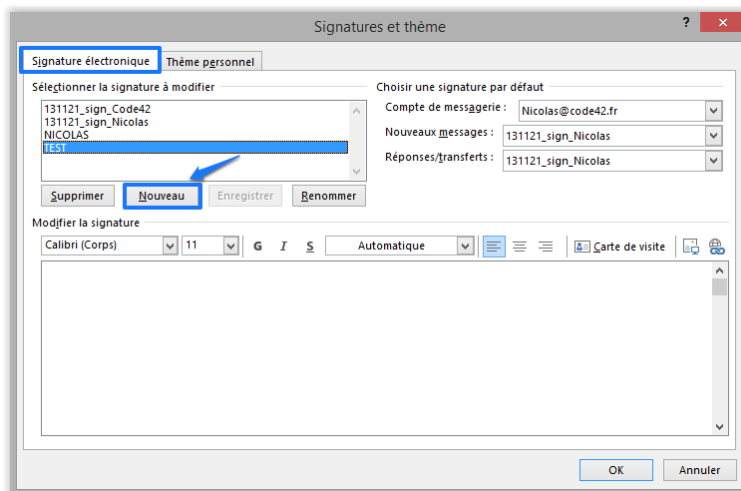 Signatures et thème
? ×
Signature électronique Thème personnel
Sélectionner la signature à modifier
131121_sign_Code42
131121_sign_Nicolas
NICOLAS
TEST
Supprimer Nouveau Enregistrer Renommer
Choisir une signature par défaut
Compte de messagerie : Nicolas@code42.fr
Nouveaux messages : 131121_sign_Nicolas
Réponses/transferts : 131121_sign_Nicolas
Modifier la signature
Calibri (Corps) 11 G I S Automatique Carte de visite
OK Annuler